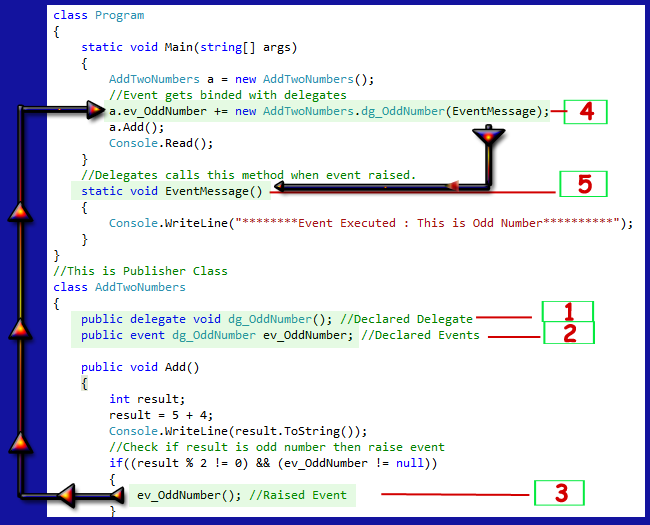 class Program
{
static void Main(string[] args)
{
AddTwoNumbers a = new AddTwoNumbers();
//Event gets binded with delegates
a.ev_OddNumber += new AddTwoNumbers.dg_OddNumber(EventMessage); 4
a.Add();
Console.Read();
}
//Delegates calls this method when event raised.
static void EventMessage() 5
{
Console.WriteLine("********Event Executed : This is Odd Number**********");
}
}
//This is Publisher Class
class AddTwoNumbers
{
public delegate void dg_OddNumber(); //Declared Delegate 1
public event dg_OddNumber ev_OddNumber; //Declared Events 2
public void Add()
{
int result;
result = 5 + 4;
Console.WriteLine(result.ToString());
//Check if result is odd number then raise event
if((result % 2 != 0) && (ev_OddNumber != null))
{
ev_OddNumber(); //Raised Event 3
}